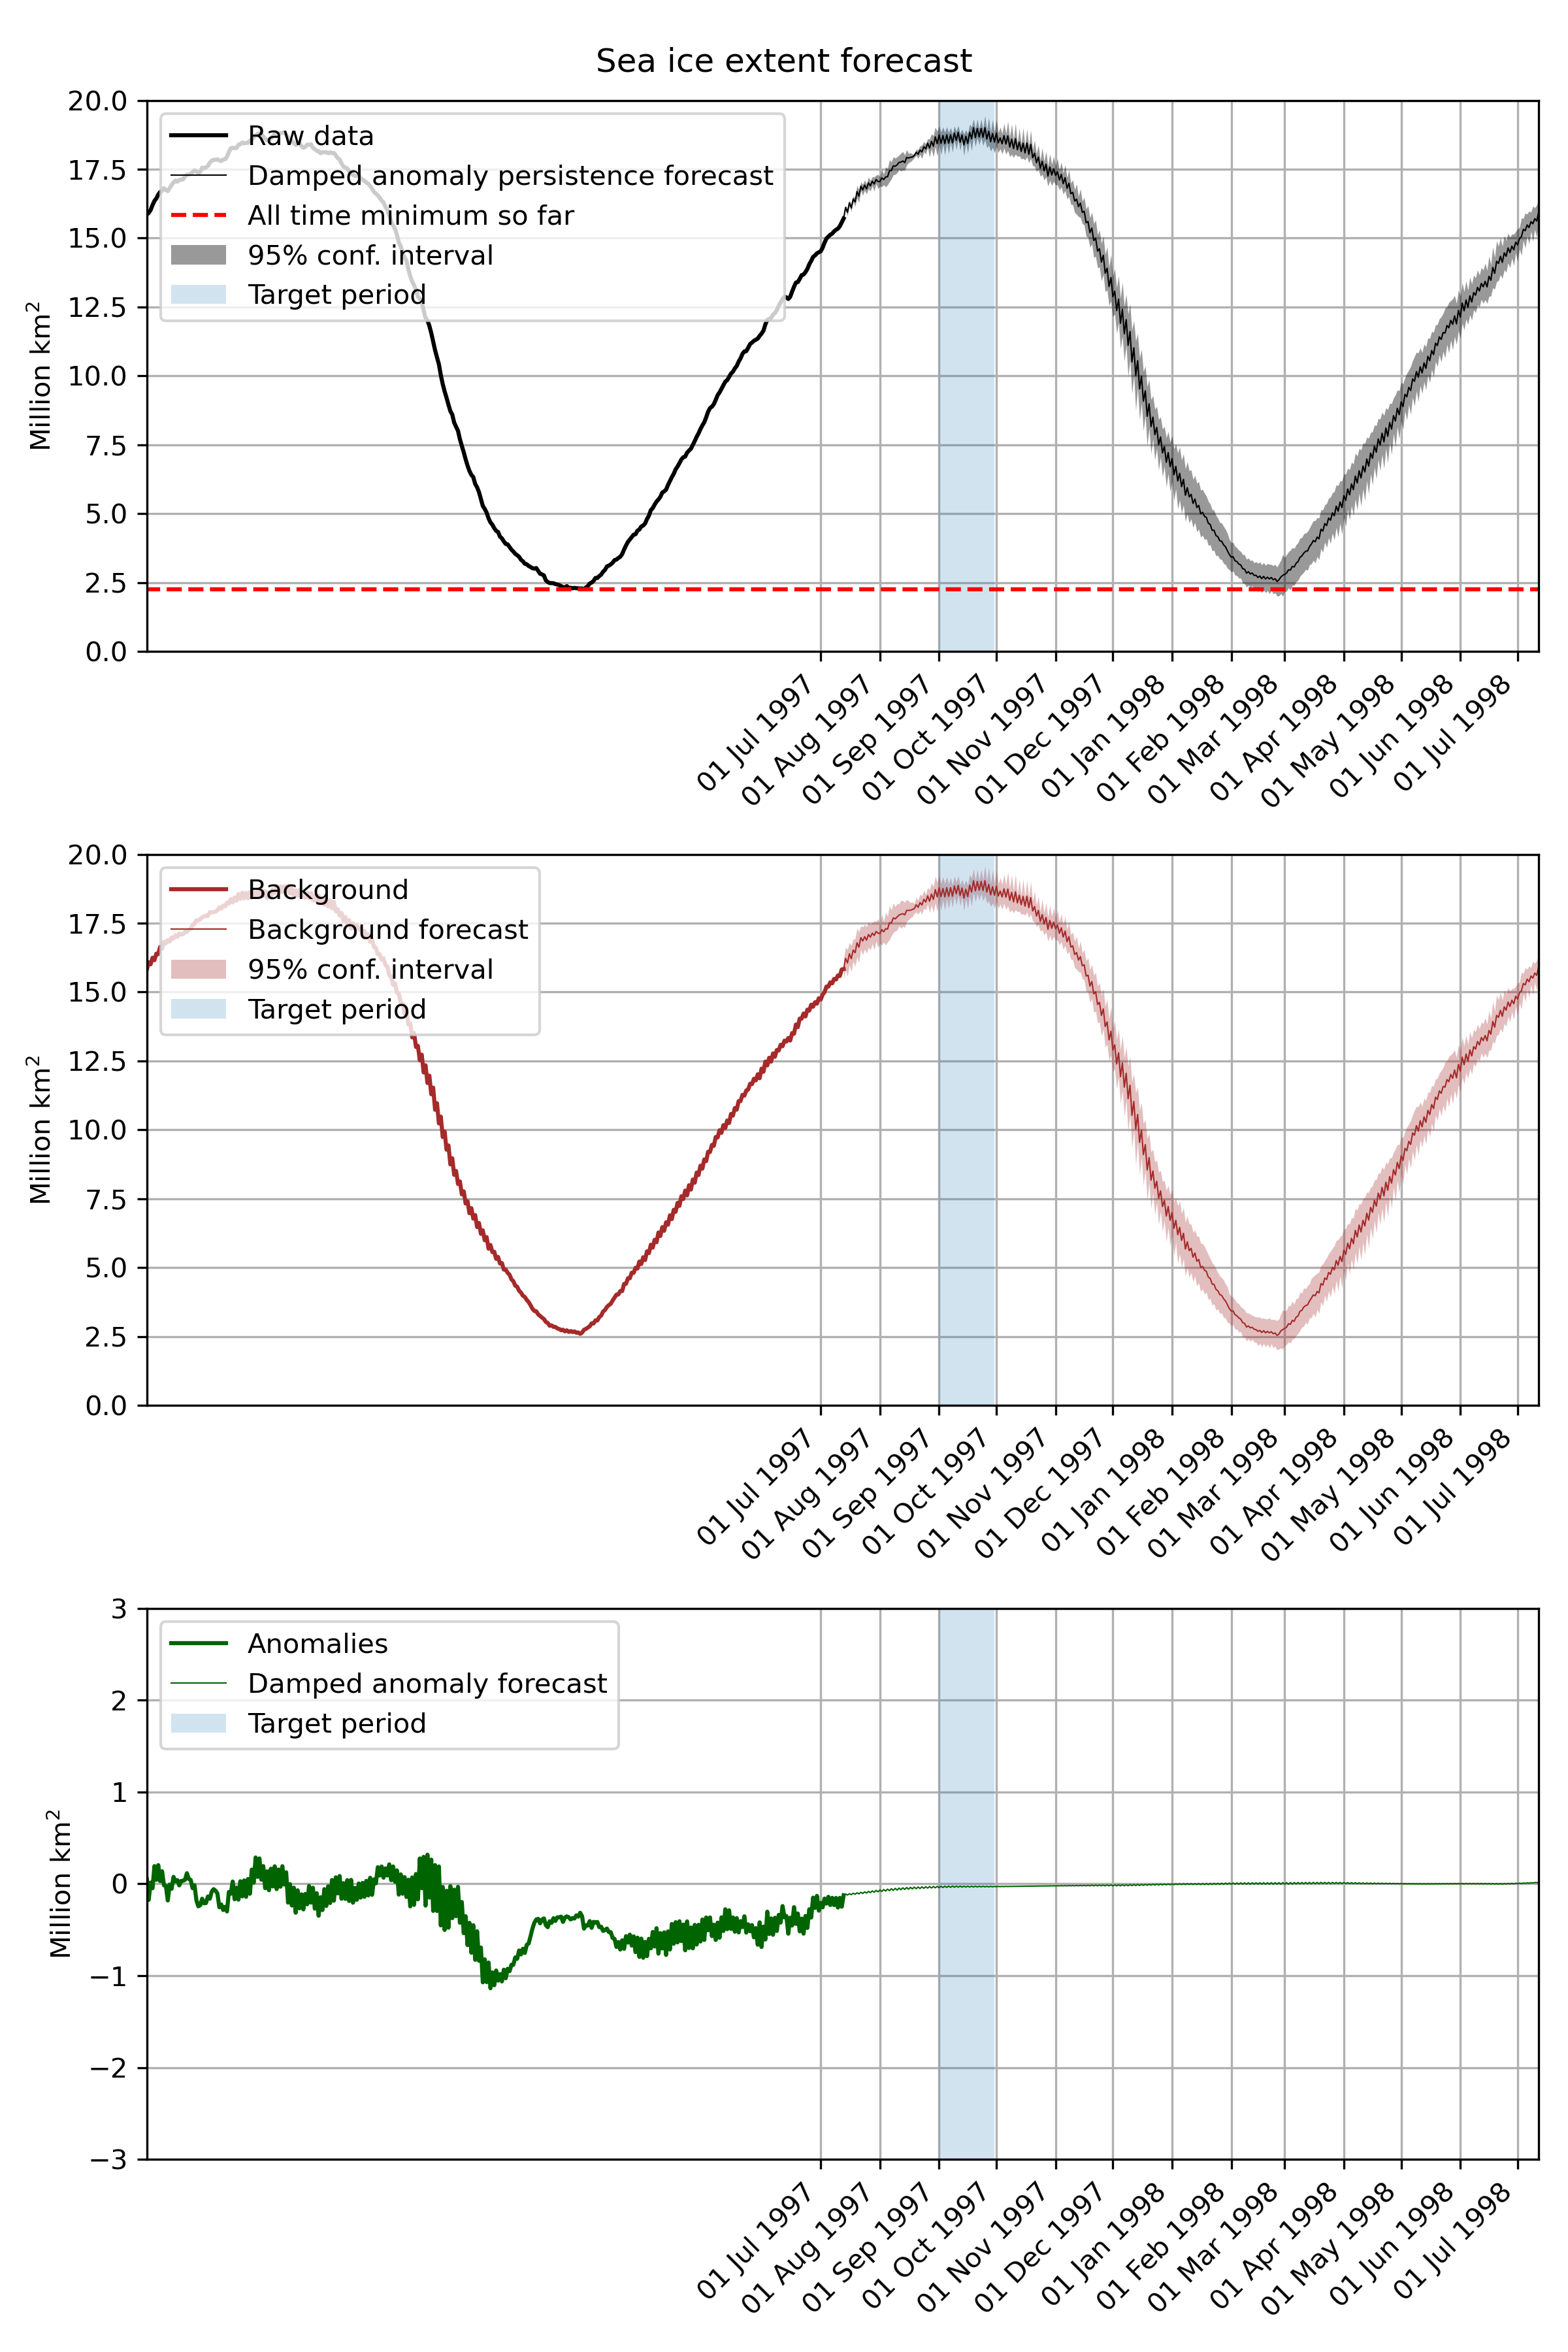 Sea ice extent forecast
20.0
17.5
15.0
12.5
10.0
7.5
5.0
2.5
0.0
Million km²
Raw data
Damped anomaly persistence forecast
All time minimum so far
95% conf. interval
Target period
01 Jul 1997
01 Aug 1997
01 Sep 1997
01 Oct 1997
01 Nov 1997
01 Dec 1997
01 Jan 1998
01 Feb 1998
01 Mar 1998
01 Apr 1998
01 May 1998
01 Jun 1998
01 Jul 1998
20.0
17.5
15.0
12.5
10.0
7.5
5.0
2.5
0.0
Million km²
Background
Background forecast
95% conf. interval
Target period
01 Jul 1997
01 Aug 1997
01 Sep 1997
01 Oct 1997
01 Nov 1997
01 Dec 1997
01 Jan 1998
01 Feb 1998
01 Mar 1998
01 Apr 1998
01 May 1998
01 Jun 1998
01 Jul 1998
3
2
1
0
−1
−2
−3
Million km²
Anomalies
Damped anomaly forecast
Target period
01 Jul 1997
01 Aug 1997
01 Sep 1997
01 Oct 1997
01 Nov 1997
01 Dec 1997
01 Jan 1998
01 Feb 1998
01 Mar 1998
01 Apr 1998
01 May 1998
01 Jun 1998
01 Jul 1998